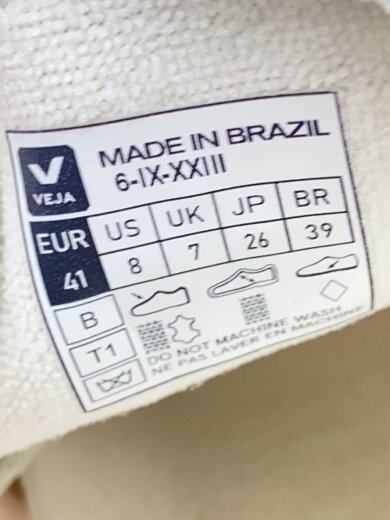 V
VEJA
MADE IN BRAZIL
6-IX-XXIII
EUR US UK JP BR
41 8 7 26 39
B
T1
DO NOT MACHINE WASH
NE PAS LAVER EN MACHINE